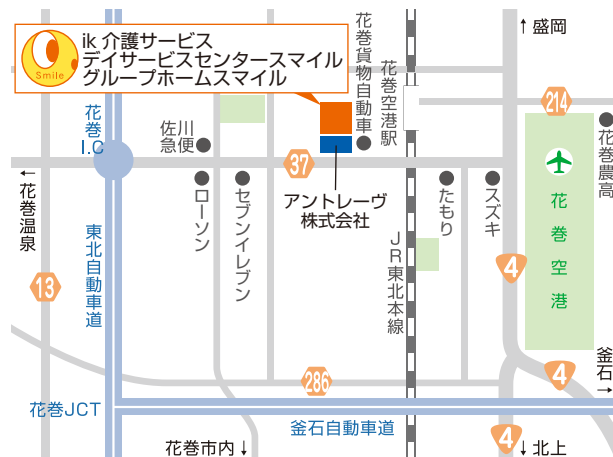 ik 介護サービス
デイサービスセンタースマイル
グループホームスマイル
Smile
↑盛岡
花巻貨物自動車
花巻空港駅
214
花巻I.C
佐川
急便
37
花巻農高
←花巻温泉
ローソン
セブンイレブン
アントレーヴ
株式会社
たもり
スズキ
花巻空港
東北自動車道
JR東北本線
4
13
釜石→
4
286
花巻JCT
釜石自動車道
花巻市内↓
4
↓北上